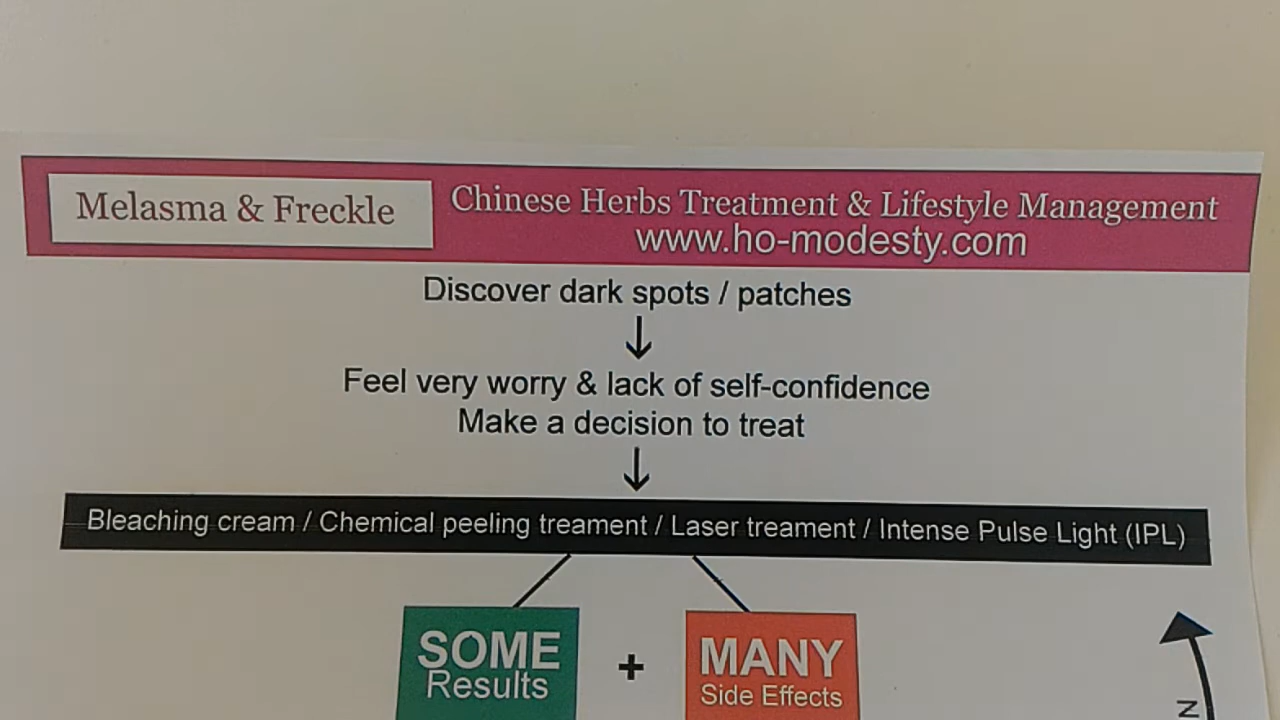 Melasma & Freckle
Chinese Herbs Treatment & Lifestyle Management
www.ho-modesty.com
Discover dark spots / patches
↓
Feel very worry & lack of self-confidence
Make a decision to treat
↓
Bleaching cream / Chemical peeling treament / Laser treament / Intense Pulse Light (IPL)
SOME
Results
+
MANY
Side Effects